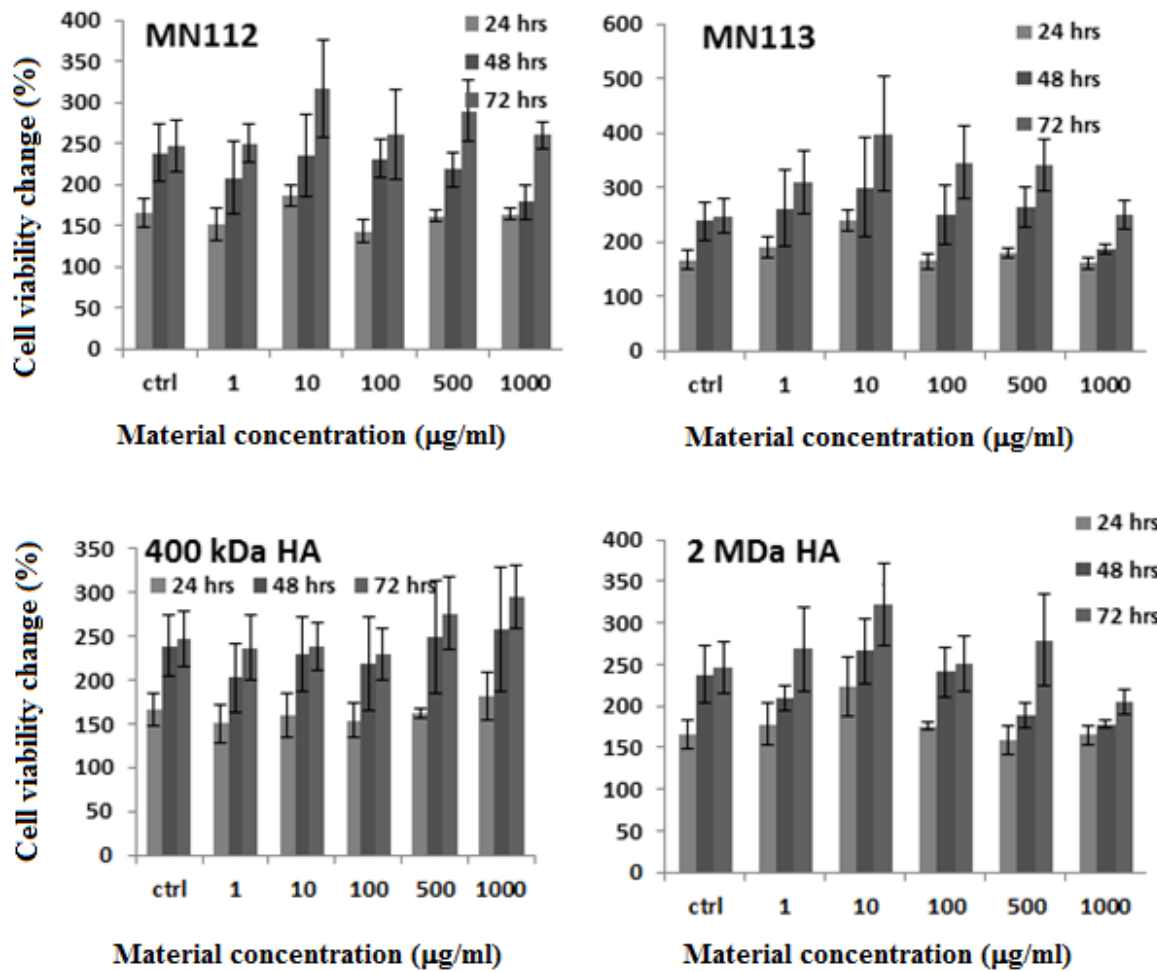 MN112
24 hrs
48 hrs
72 hrs
Cell viability change (%)
400
350
300
250
200
150
100
50
0
ctrl 1 10 100 500 1000
Material concentration (µg/ml)
MN113
24 hrs
48 hrs
72 hrs
600
500
400
300
200
100
0
ctrl 1 10 100 500 1000
Material concentration (µg/ml)
400 kDa HA
24 hrs 48 hrs 72 hrs
Cell viability change (%)
350
300
250
200
150
100
50
0
ctrl 1 10 100 500 1000
Material concentration (µg/ml)
2 MDa HA
24 hrs
48 hrs
72 hrs
400
350
300
250
200
150
100
50
0
ctrl 1 10 100 500 1000
Material concentration (µg/ml)